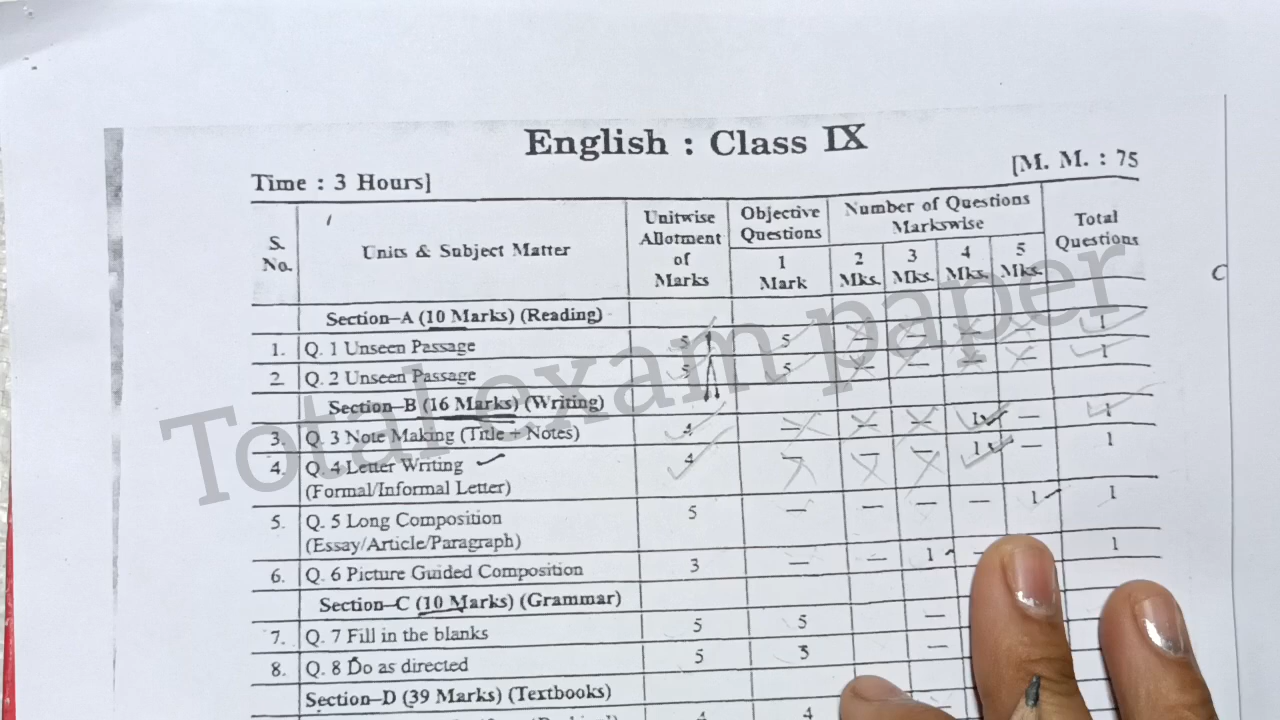 English : Class IX
Time : 3 Hours]
[M. M. : 75
S. No.
Units & Subject Matter
Unitwise Allotment of Marks
Objective Questions
Number of Questions Markswise
Total Questions
1 Mark
2 Mks.
3 Mks.
4 Mks.
5 Mks.
Section–A (10 Marks) (Reading)
1. Q. 1 Unseen Passage 5 5 — — — — 1
2. Q. 2 Unseen Passage 5 5 — — — — 1
Section–B (16 Marks) (Writing)
3. Q. 3 Note Making (Title + Notes) 4 — — — 1 — 1
4. Q. 4 Letter Writing 4 — — — 1 — 1
(Formal/Informal Letter)
5. Q. 5 Long Composition 5 — — — — 1 1
(Essay/Article/Paragraph)
6. Q. 6 Picture Guided Composition 3 — — 1 — 1
Section–C (10 Marks) (Grammar)
7. Q. 7 Fill in the blanks 5 5 —
8. Q. 8 Do as directed 5 5 —
Section–D (39 Marks) (Textbooks)
4 4
Total exam paper
C